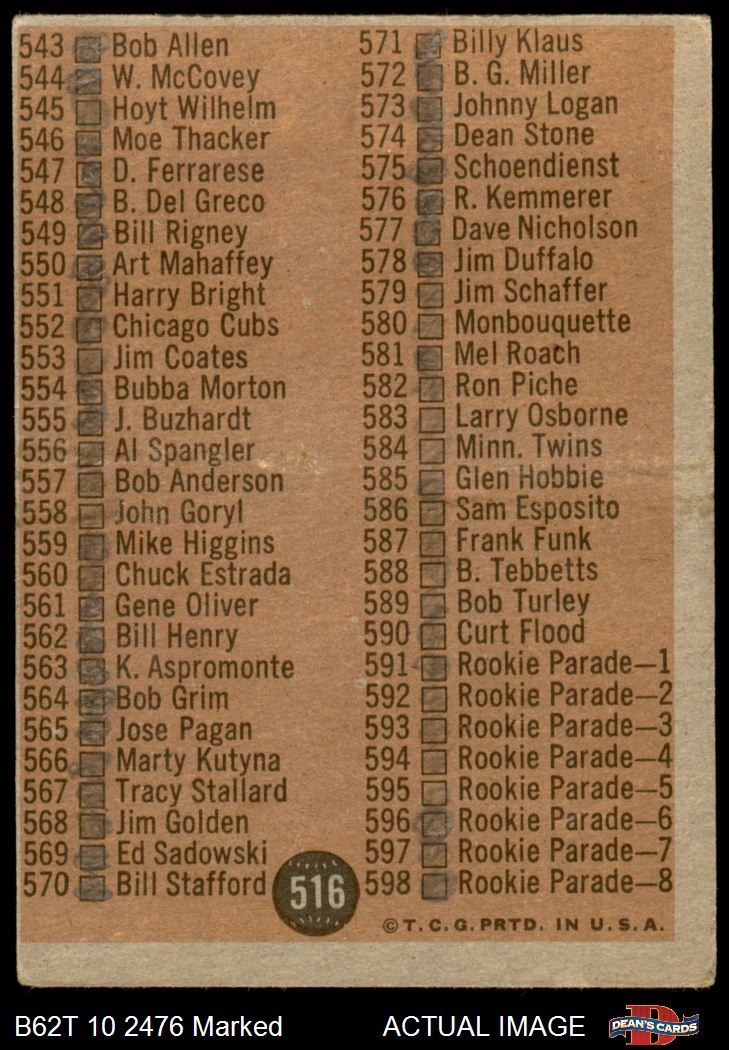 543 Bob Allen
544 W. McCovey
545 Hoyt Wilhelm
546 Moe Thacker
547 D. Ferrarese
548 B. Del Greco
549 Bill Rigney
550 Art Mahaffey
551 Harry Bright
552 Chicago Cubs
553 Jim Coates
554 Bubba Morton
555 J. Buzhardt
556 Al Spangler
557 Bob Anderson
558 John Goryl
559 Mike Higgins
560 Chuck Estrada
561 Gene Oliver
562 Bill Henry
563 K. Aspromonte
564 Bob Grim
565 Jose Pagan
566 Marty Kutyna
567 Tracy Stallard
568 Jim Golden
569 Ed Sadowski
570 Bill Stafford
571 Billy Klaus
572 B. G. Miller
573 Johnny Logan
574 Dean Stone
575 Schoendienst
576 R. Kemmerer
577 Dave Nicholson
578 Jim Duffalo
579 Jim Schaffer
580 Monbouquette
581 Mel Roach
582 Ron Piche
583 Larry Osborne
584 Minn. Twins
585 Glen Hobbie
586 Sam Esposito
587 Frank Funk
588 B. Tebbetts
589 Bob Turley
590 Curt Flood
591 Rookie Parade—1
592 Rookie Parade—2
593 Rookie Parade—3
594 Rookie Parade—4
595 Rookie Parade—5
596 Rookie Parade—6
597 Rookie Parade—7
598 Rookie Parade—8
516
© T. C. G. PRTD. IN U. S. A.
B62T 10 2476 Marked
ACTUAL IMAGE
DEAN'S CARDS